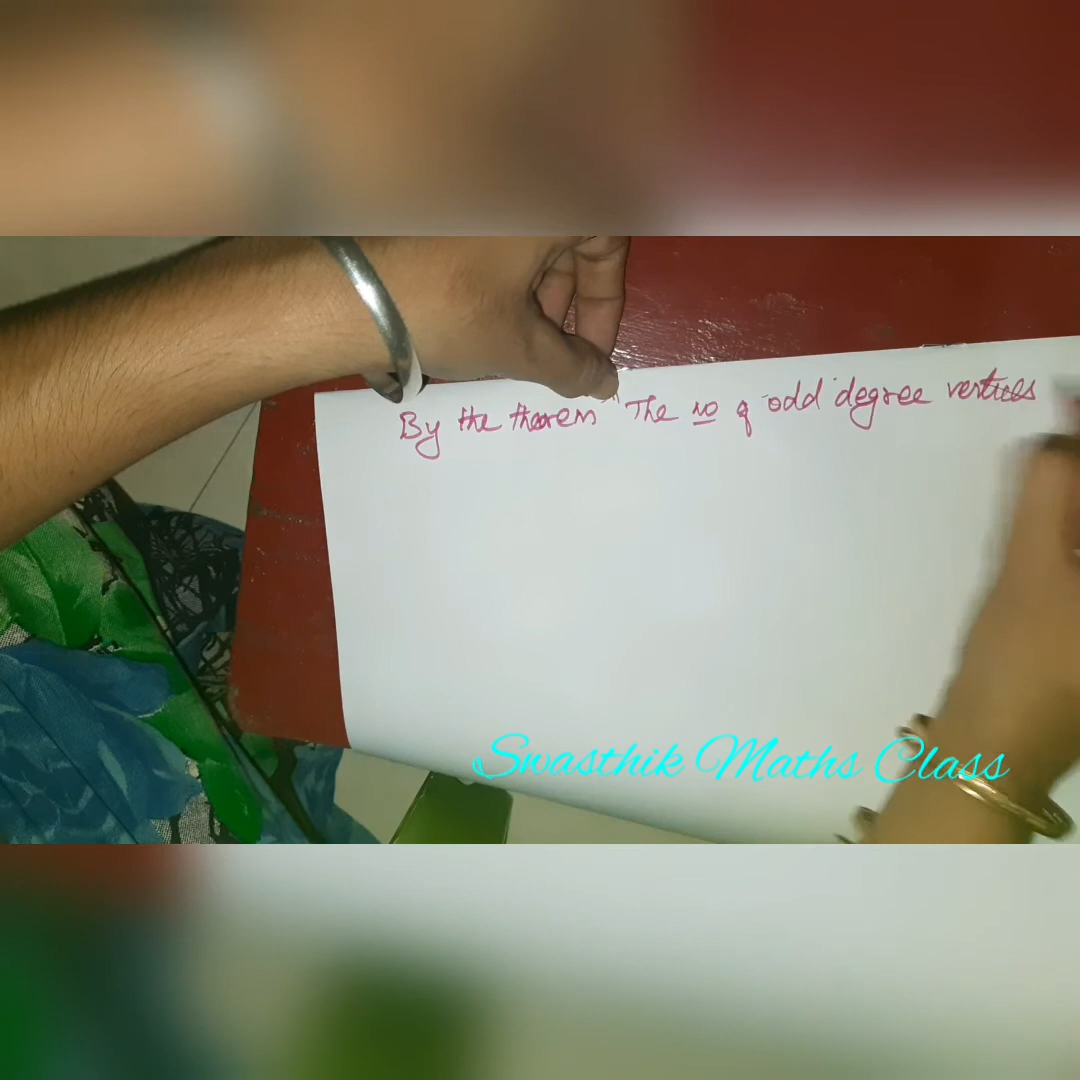 By the theorem "The no of odd degree vertices
Swasthik Maths Class